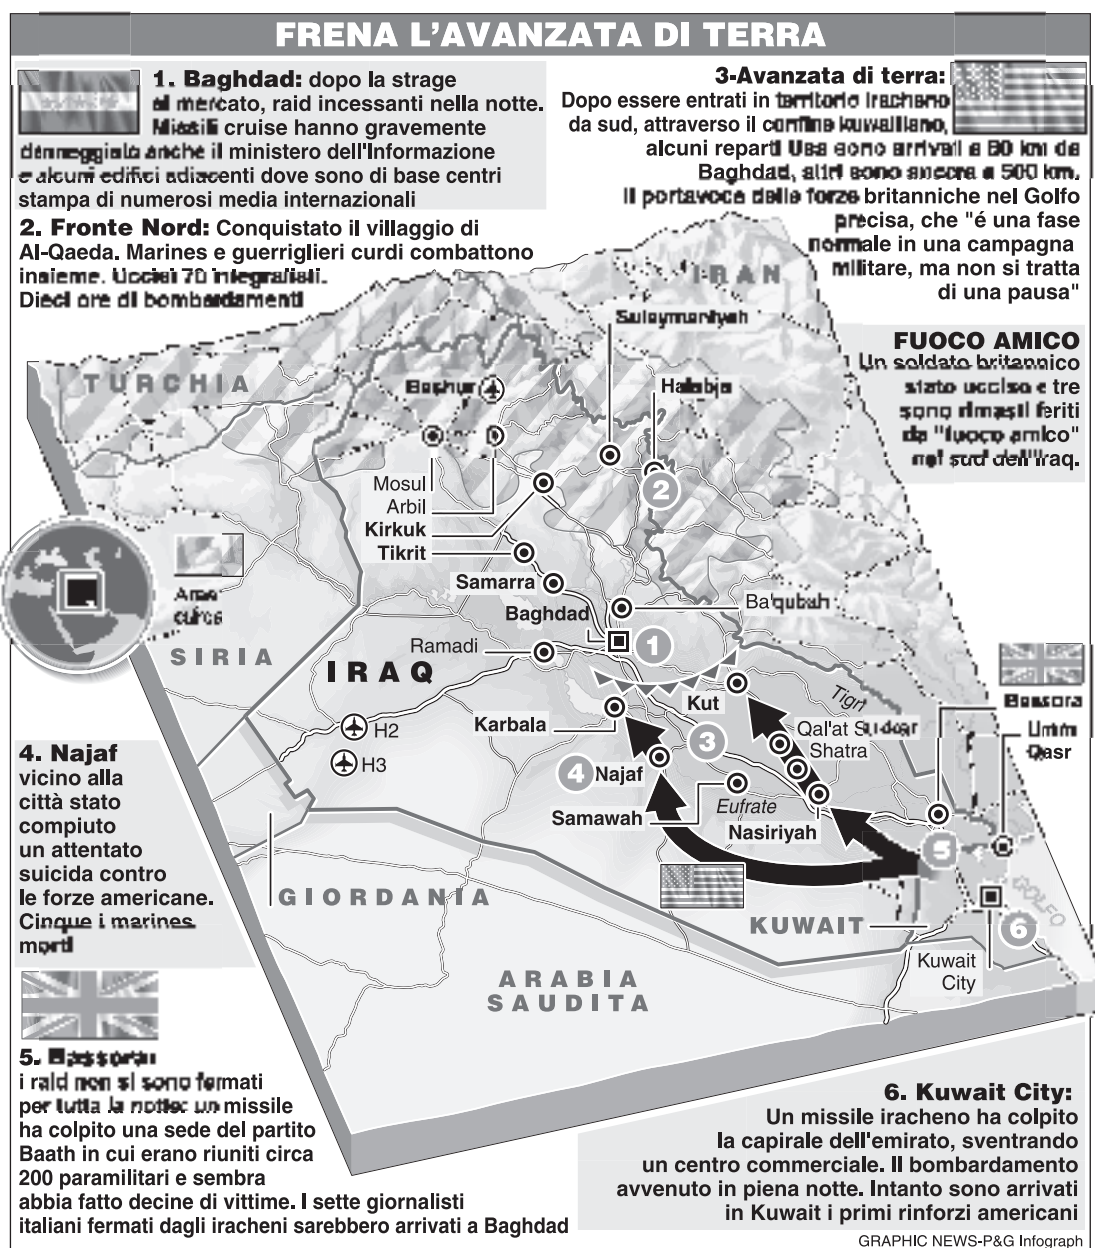 FRENA L'AVANZATA DI TERRA
1. Baghdad: dopo la strage
al mercato, raid incessanti nella notte.
Missili cruise hanno gravemente
danneggiato anche il ministero dell'Informazione
e alcuni edifici adiacenti dove sono di base centri
stampa di numerosi media internazionali
2. Fronte Nord: Conquistato il villaggio di
Al-Qaeda. Marines e guerriglieri curdi combattono
insieme. Uccisi 70 integralisti.
Dieci ore di bombardamenti
3-Avanzata di terra:
Dopo essere entrati in territorio iracheno
da sud, attraverso il confine kuwaitiano,
alcuni reparti Usa sono arrivati a 80 km da
Baghdad, altri sono ancora a 500 km.
Il portavoce delle forze britanniche nel Golfo
precisa, che "é una fase
normale in una campagna
militare, ma non si tratta
di una pausa"
FUOCO AMICO
Un soldato britannico
stato ucciso e tre
sono rimasti feriti
da "fuoco amico"
nel sud dell'Iraq.
IRAN
Suleymaniyah
TURCHIA
Bashur
Halabja
Mosul
Arbil
2
Kirkuk
Tikrit
Samarra
Aree
curde
Baghdad
Ba'qubah
1
Ramadi
SIRIA
IRAQ
Kut
Tigri
Bassora
Karbala
H2
3
Qal'at Sukkar
Shatra
Umm
Qasr
H3
4
Najaf
Eufrate
Samawah
Nasiriyah
5
GIORDANIA
GOLFO
KUWAIT
6
Kuwait
City
ARABIA
SAUDITA
4. Najaf
vicino alla
città stato
compiuto
un attentato
suicida contro
le forze americane.
Cinque i marines
morti
5. Bassora:
i raid non si sono fermati
per tutta la notte: un missile
ha colpito una sede del partito
Baath in cui erano riuniti circa
200 paramilitari e sembra
abbia fatto decine di vittime. I sette giornalisti
italiani fermati dagli iracheni sarebbero arrivati a Baghdad
6. Kuwait City:
Un missile iracheno ha colpito
la capirale dell'emirato, sventrando
un centro commerciale. Il bombardamento
avvenuto in piena notte. Intanto sono arrivati
in Kuwait i primi rinforzi americani
GRAPHIC NEWS-P&G Infograph